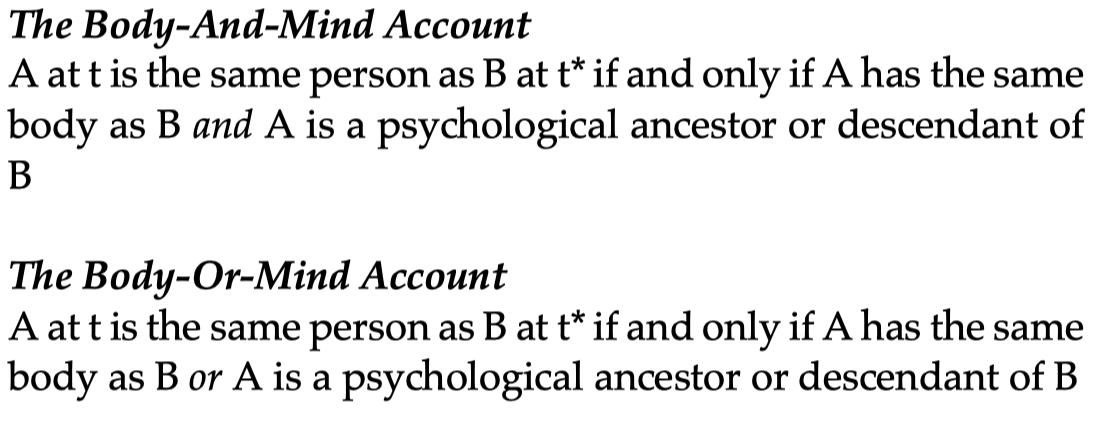 The Body-And-Mind Account
A at t is the same person as B at t* if and only if A has the same
body as B and A is a psychological ancestor or descendant of
B
The Body-Or-Mind Account
A at t is the same person as B at t* if and only if A has the same
body as B or A is a psychological ancestor or descendant of B